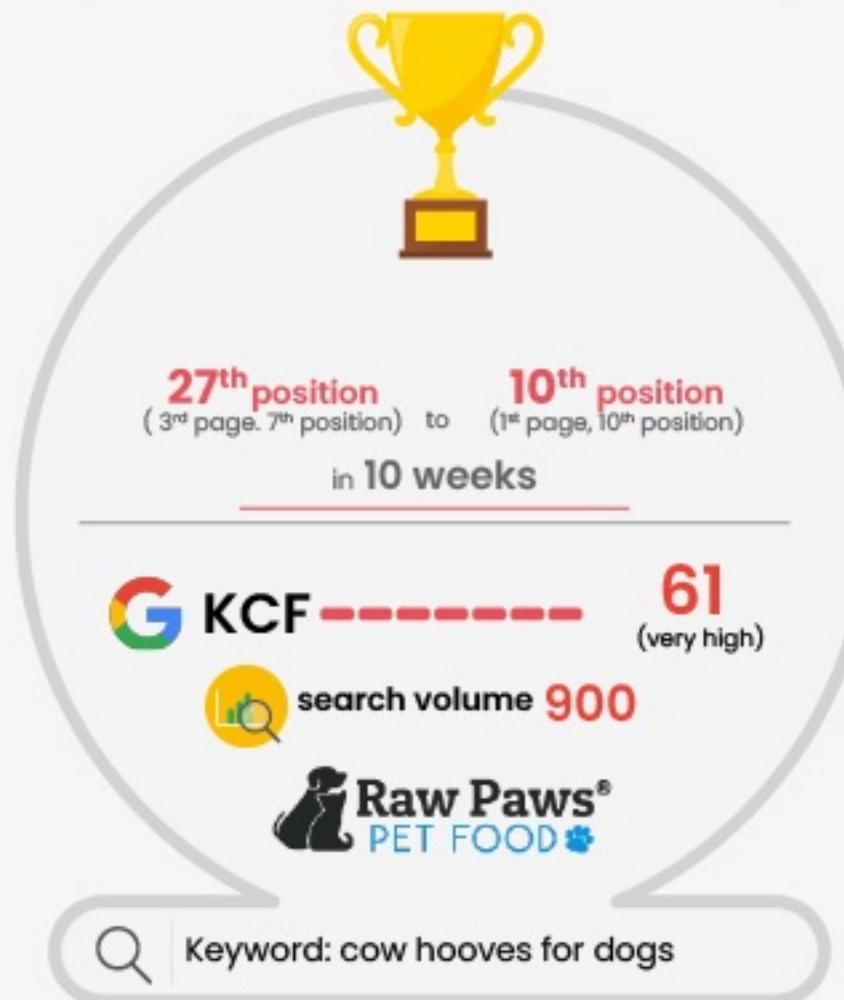 27th position 10th position
( 3rd page. 7th position) to (1st page, 10th position)
in 10 weeks
G KCF 61
(very high)
search volume 900
Raw Paws®
PET FOOD
Keyword: cow hooves for dogs